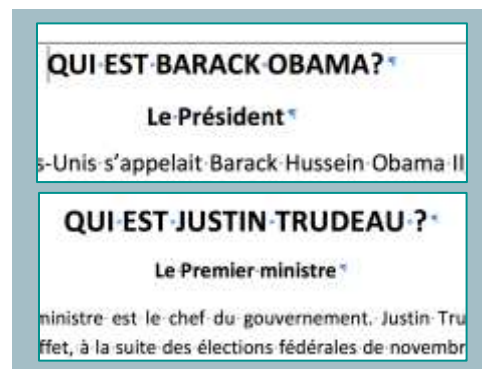 QUI EST BARACK OBAMA?
Le Président
s-Unis s’appelait Barack Hussein Obama II
QUI EST JUSTIN TRUDEAU ?
Le Premier ministre
ministre est le chef du gouvernement. Justin Tru
ffet, à la suite des élections fédérales de novembr